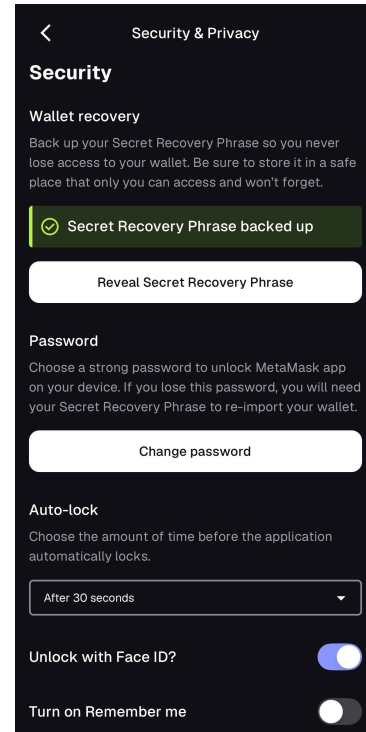 Security & Privacy
Security
Wallet recovery
Back up your Secret Recovery Phrase so you never
lose access to your wallet. Be sure to store it in a safe
place that only you can access and won't forget.
Secret Recovery Phrase backed up
Reveal Secret Recovery Phrase
Password
Choose a strong password to unlock MetaMask app
on your device. If you lose this password, you will need
your Secret Recovery Phrase to re-import your wallet.
Change password
Auto-lock
Choose the amount of time before the application
automatically locks.
After 30 seconds
Unlock with Face ID?
Turn on Remember me